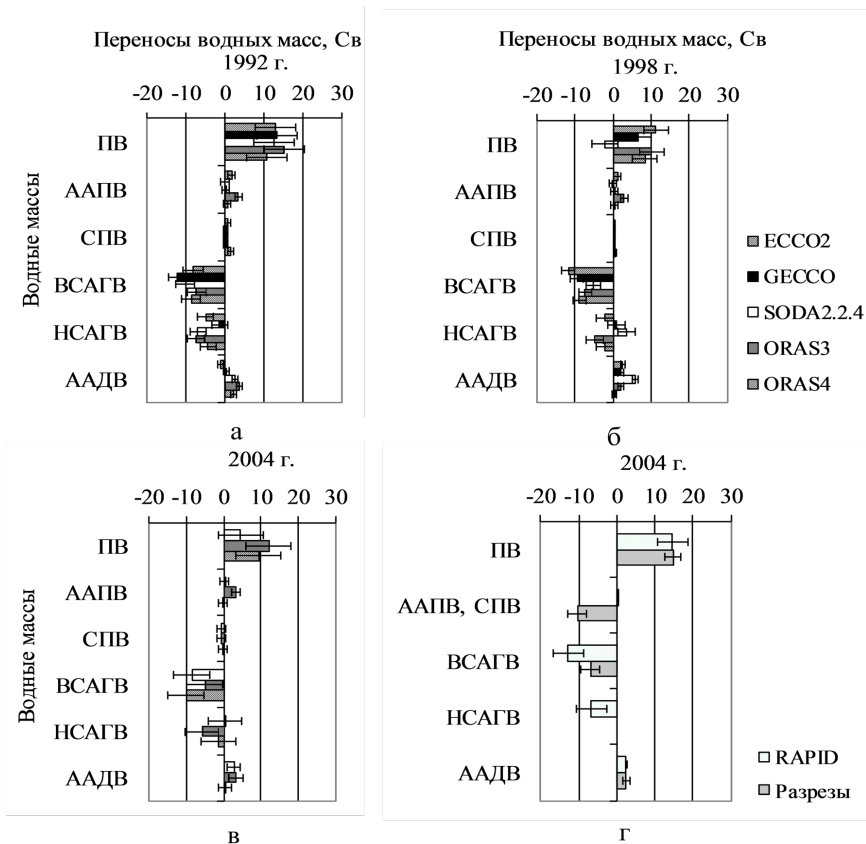 Переносы водных масс, Св
1992 г.
-20 -10 0 10 20 30
Водные массы
ПВ
ААПВ
СПВ
ВСАГВ
НСАГВ
ААДВ
а
Переносы водных масс, Св
1998 г.
-20 -10 0 10 20 30
ПВ
ААПВ
СПВ
ВСАГВ
НСАГВ
ААДВ
ECCO2
GECCO
SODA2.2.4
ORAS3
ORAS4
б
2004 г.
-20 -10 0 10 20 30
Водные массы
ПВ
ААПВ
СПВ
ВСАГВ
НСАГВ
ААДВ
в
2004 г.
-20 -10 0 10 20 30
ПВ
ААПВ, СПВ
ВСАГВ
НСАГВ
ААДВ
RAPID
Разрезы
г